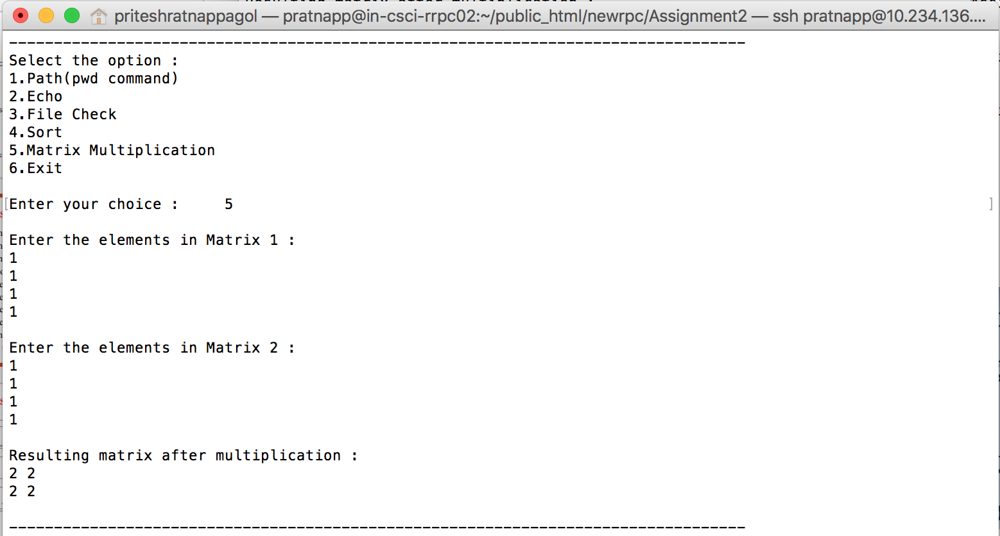 priteshratnappagol — pratnapp@in-csci-rrpc02:~/public_html/newrpc/Assignment2 — ssh pratnapp@10.234.136....
----------------------------------------------------------------------------------
Select the option :
1.Path(pwd command)
2.Echo
3.File Check
4.Sort
5.Matrix Multiplication
6.Exit
[Enter your choice :     5 ]
Enter the elements in Matrix 1 :
1
1
1
1
Enter the elements in Matrix 2 :
1
1
1
1
Resulting matrix after multiplication :
2 2
2 2
----------------------------------------------------------------------------------